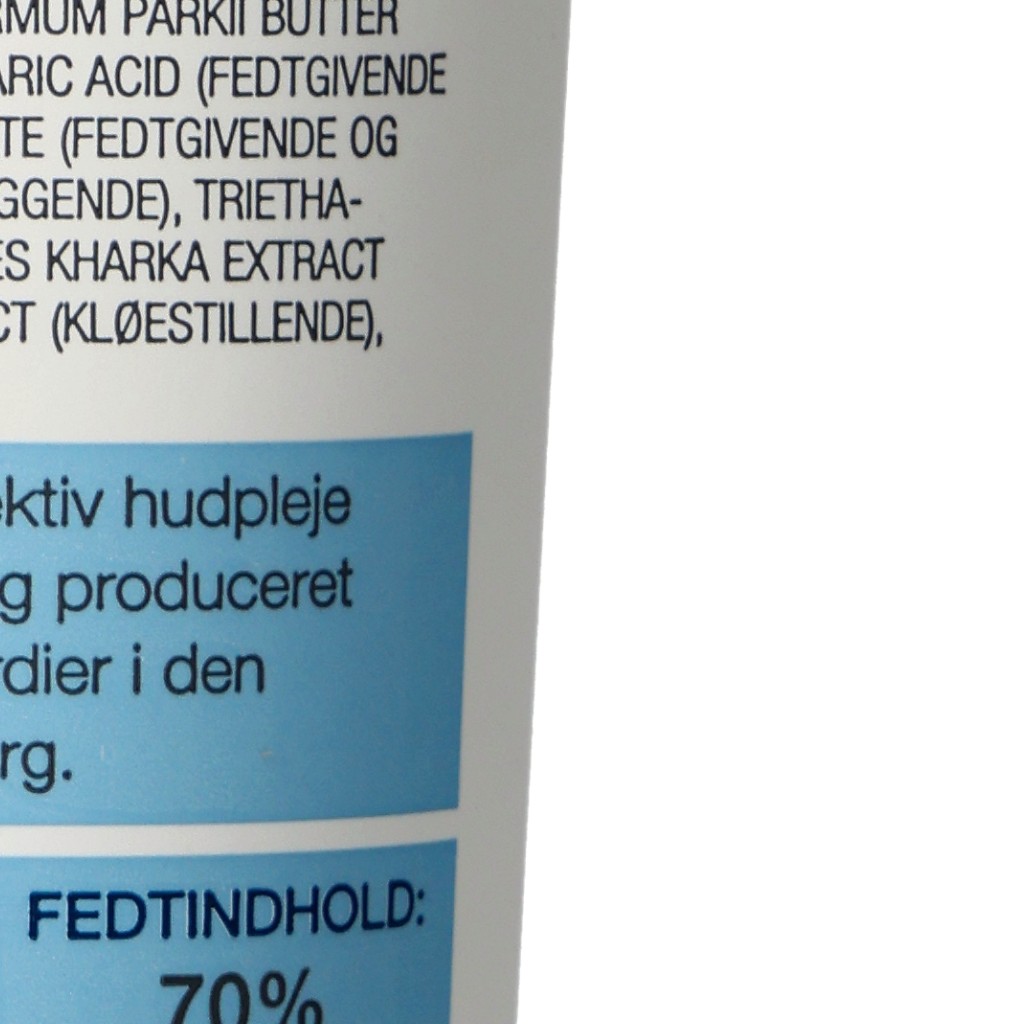 RMUM PARKII BUTTER
ARIC ACID (FEDTGIVENDE
TE (FEDTGIVENDE OG
GGENDE), TRIETHA-
ES KHARKA EXTRACT
CT (KLØESTILLENDE),
ektiv hudpleje
g produceret
rdier i den
rg.
FEDTINDHOLD:
70%